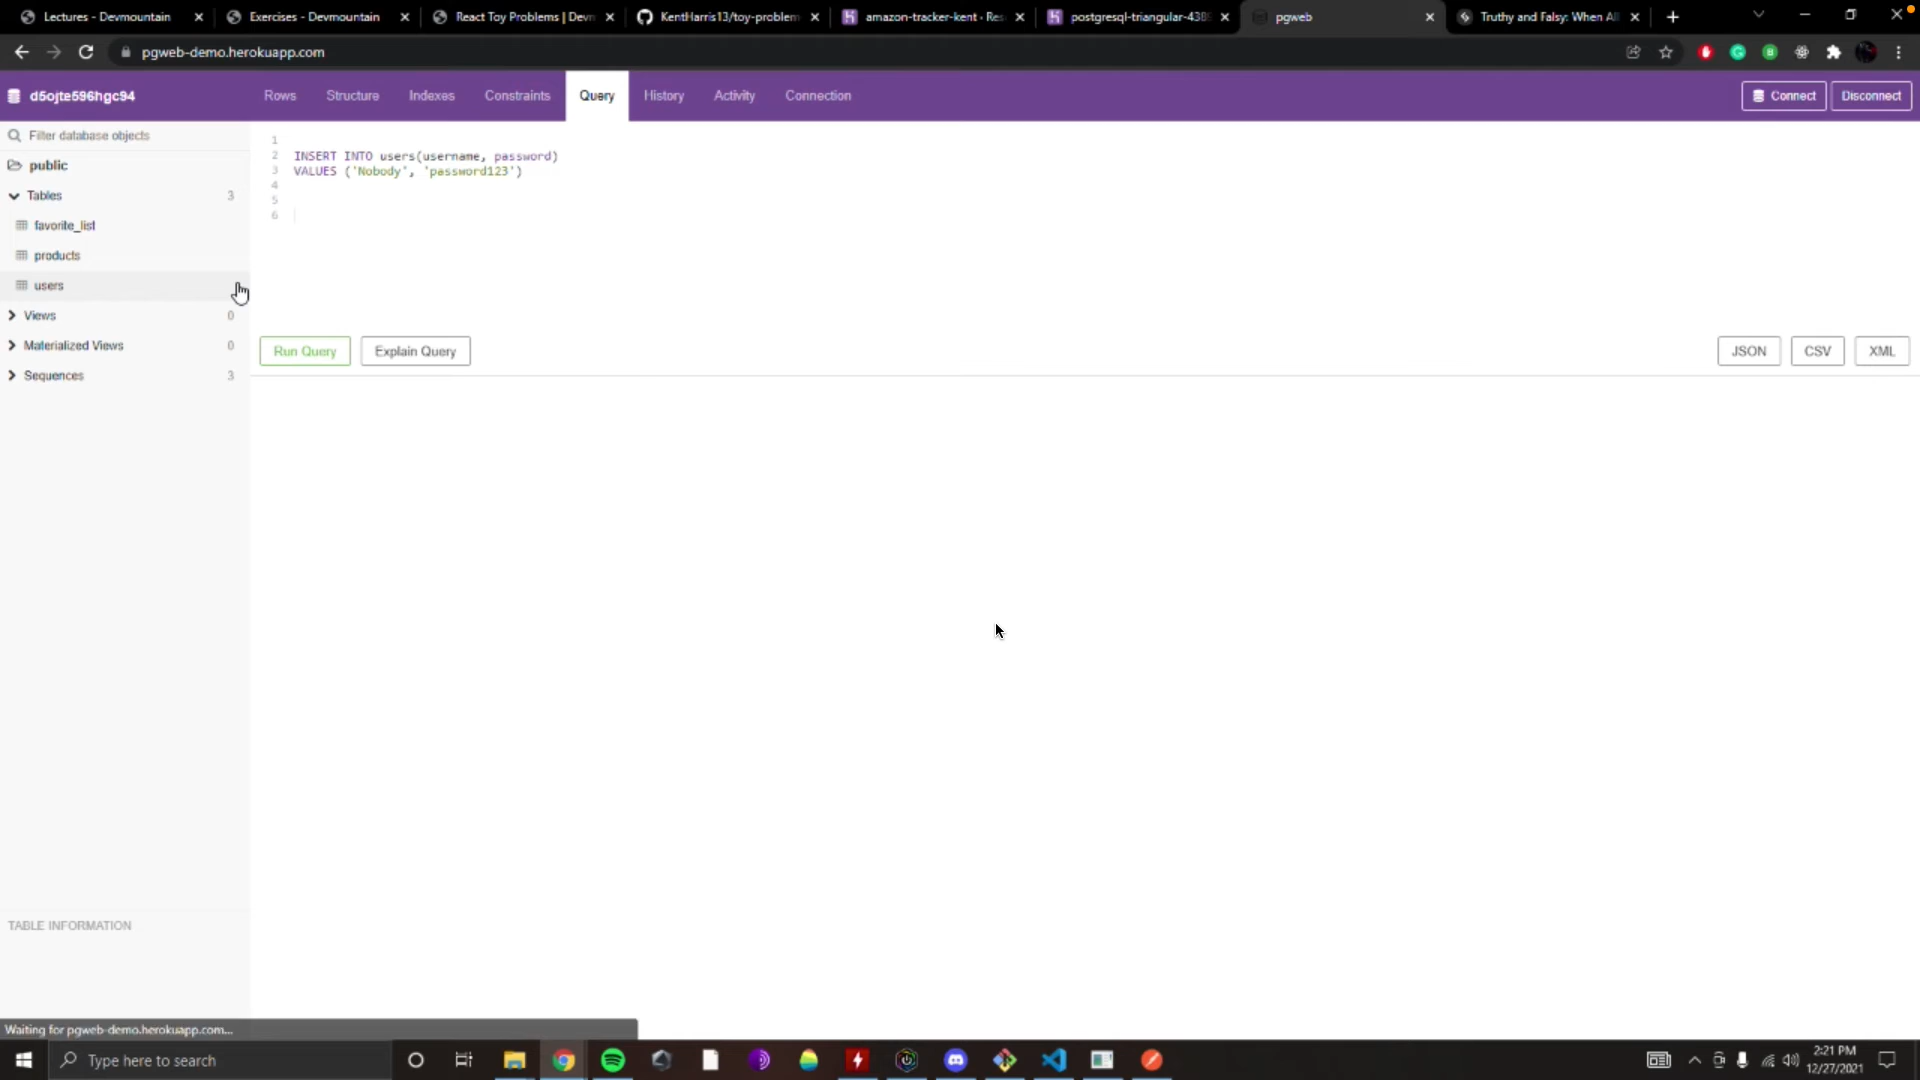 Lectures - Devmountain
Exercises - Devmountain
React Toy Problems | Devm
KentHarris13/toy-problem
amazon-tracker-kent · Res
postgresql-triangular-438
pgweb
Truthy and Falsy: When All
pgweb-demo.herokuapp.com
d5ojte596hgc94
Rows
Structure
Indexes
Constraints
Query
History
Activity
Connection
Connect
Disconnect
Filter database objects
public
Tables 3
favorite_list
products
users
Views 0
Materialized Views 0
Sequences 3
1
2 INSERT INTO users(username, password)
3 VALUES ('Nobody', 'password123')
4
5
6
Run Query
Explain Query
JSON
CSV
XML
TABLE INFORMATION
Waiting for pgweb-demo.herokuapp.com...
Type here to search
2:21 PM
12/27/2021